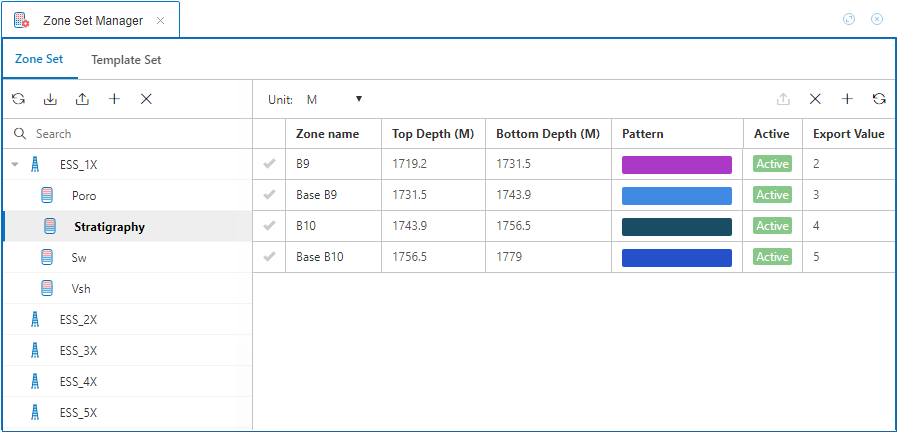 Zone Set Manager
Zone Set Template Set
Unit: M
Search
Zone name Top Depth (M) Bottom Depth (M) Pattern Active Export Value
ESS_1X
Poro
Stratigraphy
Sw
Vsh
ESS_2X
ESS_3X
ESS_4X
ESS_5X
B9 1719.2 1731.5 Active 2
Base B9 1731.5 1743.9 Active 3
B10 1743.9 1756.5 Active 4
Base B10 1756.5 1779 Active 5